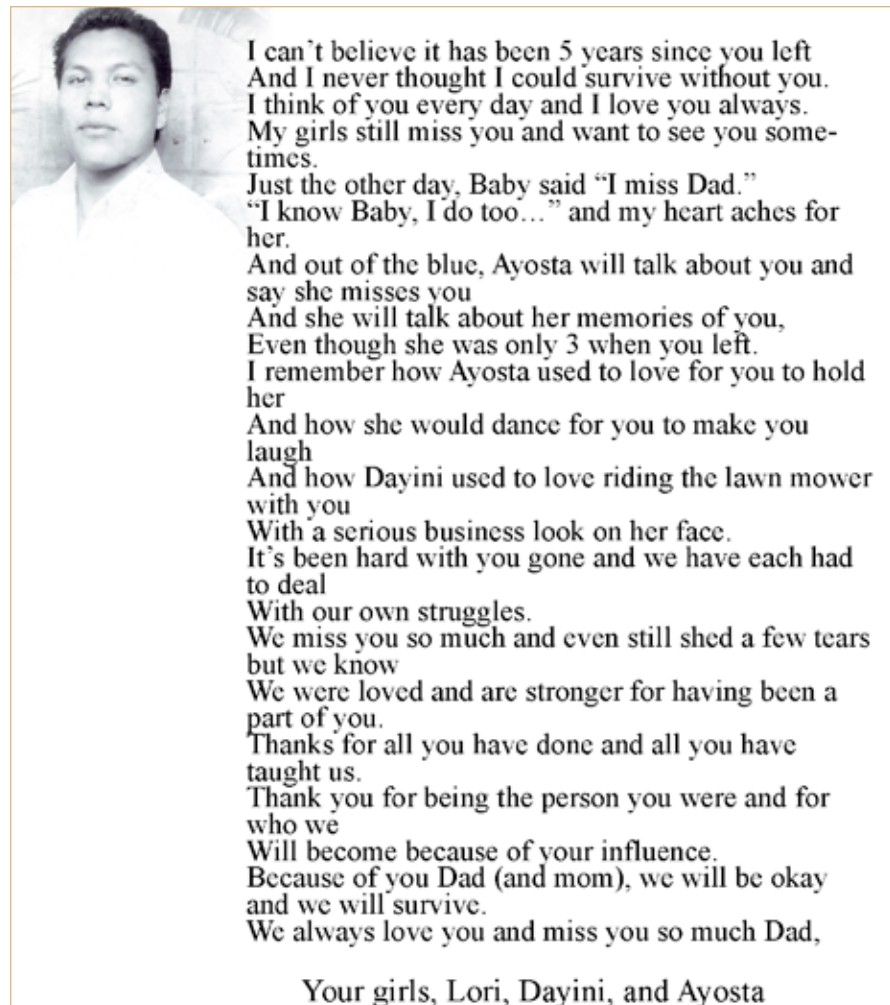 I can't believe it has been 5 years since you left
And I never thought I could survive without you.
I think of you every day and I love you always.
My girls still miss you and want to see you some-
times.
Just the other day, Baby said “I miss Dad.”
“I know Baby, I do too...” and my heart aches for
her.
And out of the blue, Ayosta will talk about you and
say she misses you
And she will talk about her memories of you,
Even though she was only 3 when you left.
I remember how Ayosta used to love for you to hold
her
And how she would dance for you to make you
laugh
And how Dayini used to love riding the lawn mower
with you
With a serious business look on her face.
It's been hard with you gone and we have each had
to deal
With our own struggles.
We miss you so much and even still shed a few tears
but we know
We were loved and are stronger for having been a
part of you.
Thanks for all you have done and all you have
taught us.
Thank you for being the person you were and for
who we
Will become because of your influence.
Because of you Dad (and mom), we will be okay
and we will survive.
We always love you and miss you so much Dad,
Your girls, Lori, Dayini, and Ayosta